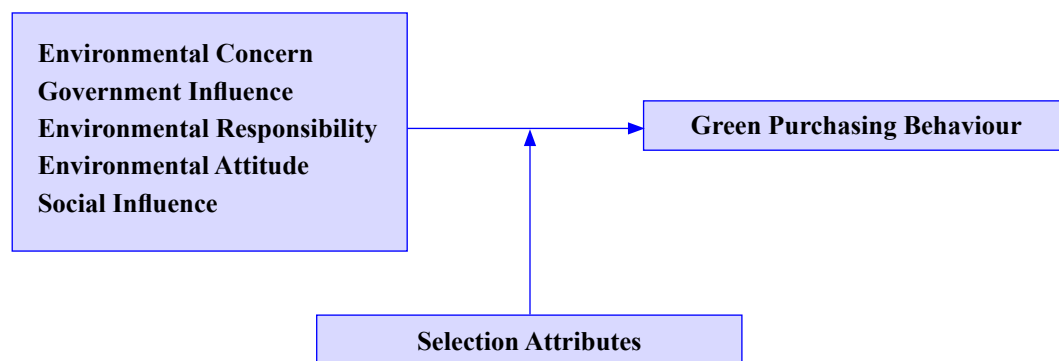 Environmental Concern
Government Influence
Environmental Responsibility
Environmental Attitude
Social Influence
Green Purchasing Behaviour
Selection Attributes